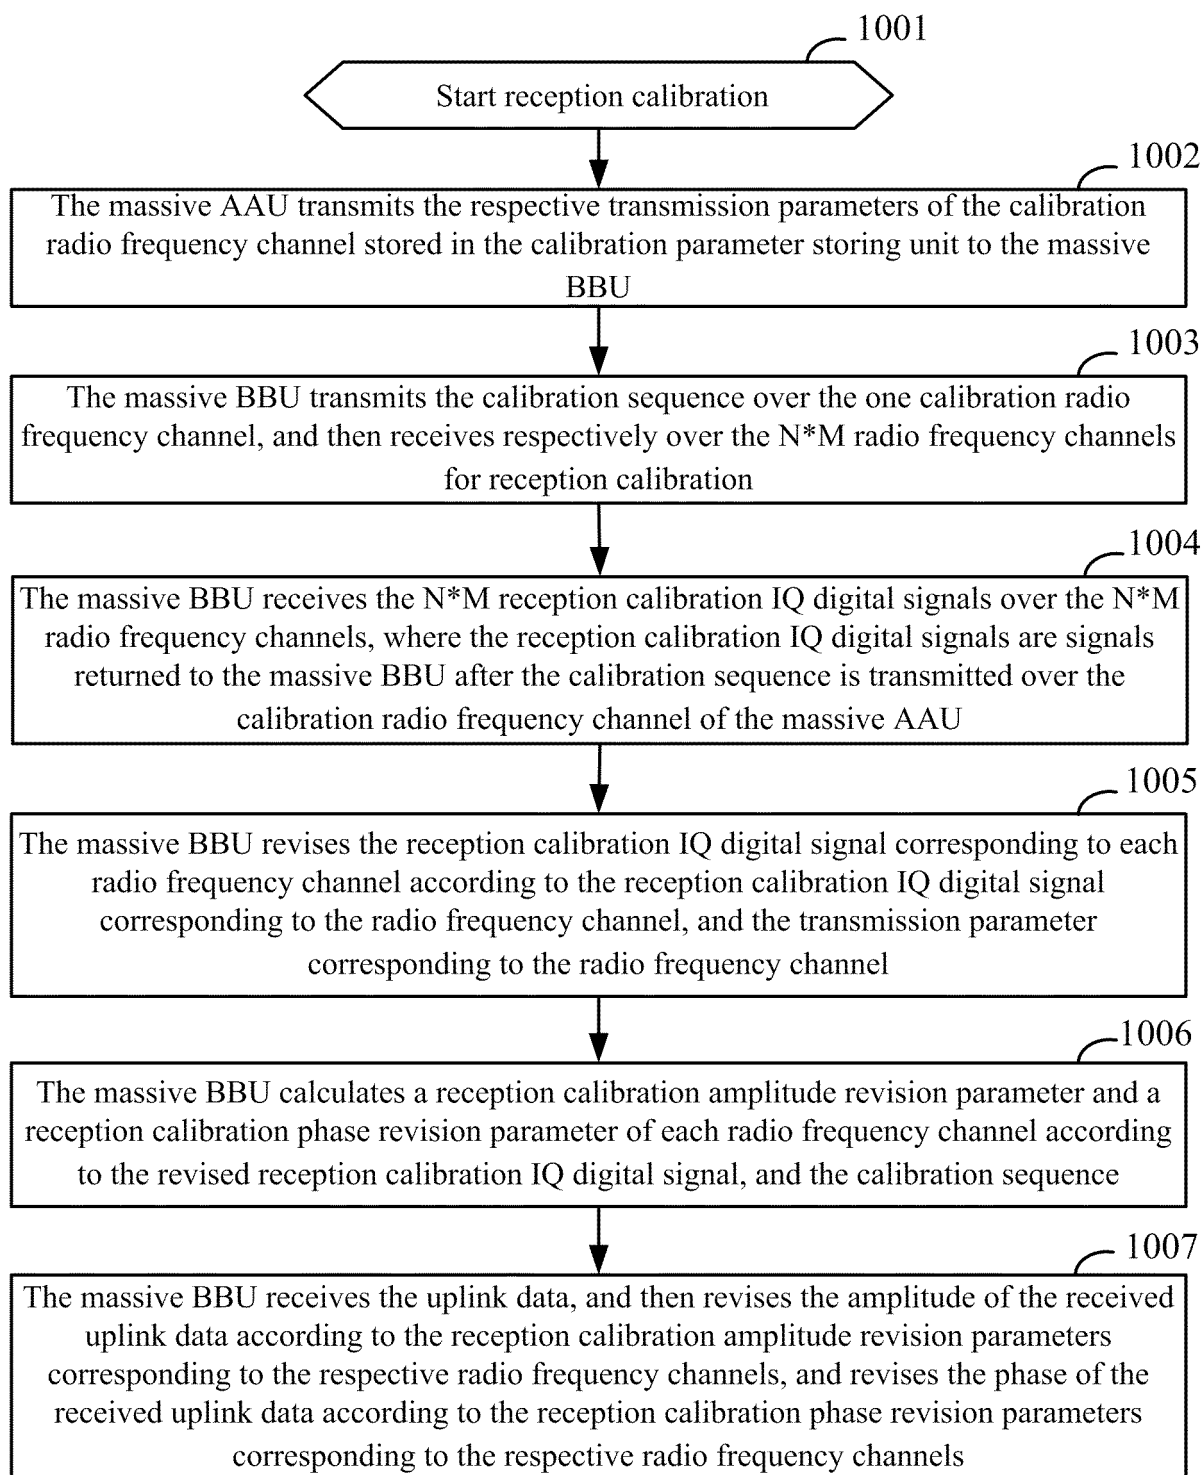 1001
Start reception calibration
1002
The massive AAU transmits the respective transmission parameters of the calibration
radio frequency channel stored in the calibration parameter storing unit to the massive
BBU
1003
The massive BBU transmits the calibration sequence over the one calibration radio
frequency channel, and then receives respectively over the N*M radio frequency channels
for reception calibration
1004
The massive BBU receives the N*M reception calibration IQ digital signals over the N*M
radio frequency channels, where the reception calibration IQ digital signals are signals
returned to the massive BBU after the calibration sequence is transmitted over the
calibration radio frequency channel of the massive AAU
1005
The massive BBU revises the reception calibration IQ digital signal corresponding to each
radio frequency channel according to the reception calibration IQ digital signal
corresponding to the radio frequency channel, and the transmission parameter
corresponding to the radio frequency channel
1006
The massive BBU calculates a reception calibration amplitude revision parameter and a
reception calibration phase revision parameter of each radio frequency channel according
to the revised reception calibration IQ digital signal, and the calibration sequence
1007
The massive BBU receives the uplink data, and then revises the amplitude of the received
uplink data according to the reception calibration amplitude revision parameters
corresponding to the respective radio frequency channels, and revises the phase of the
received uplink data according to the reception calibration phase revision parameters
corresponding to the respective radio frequency channels